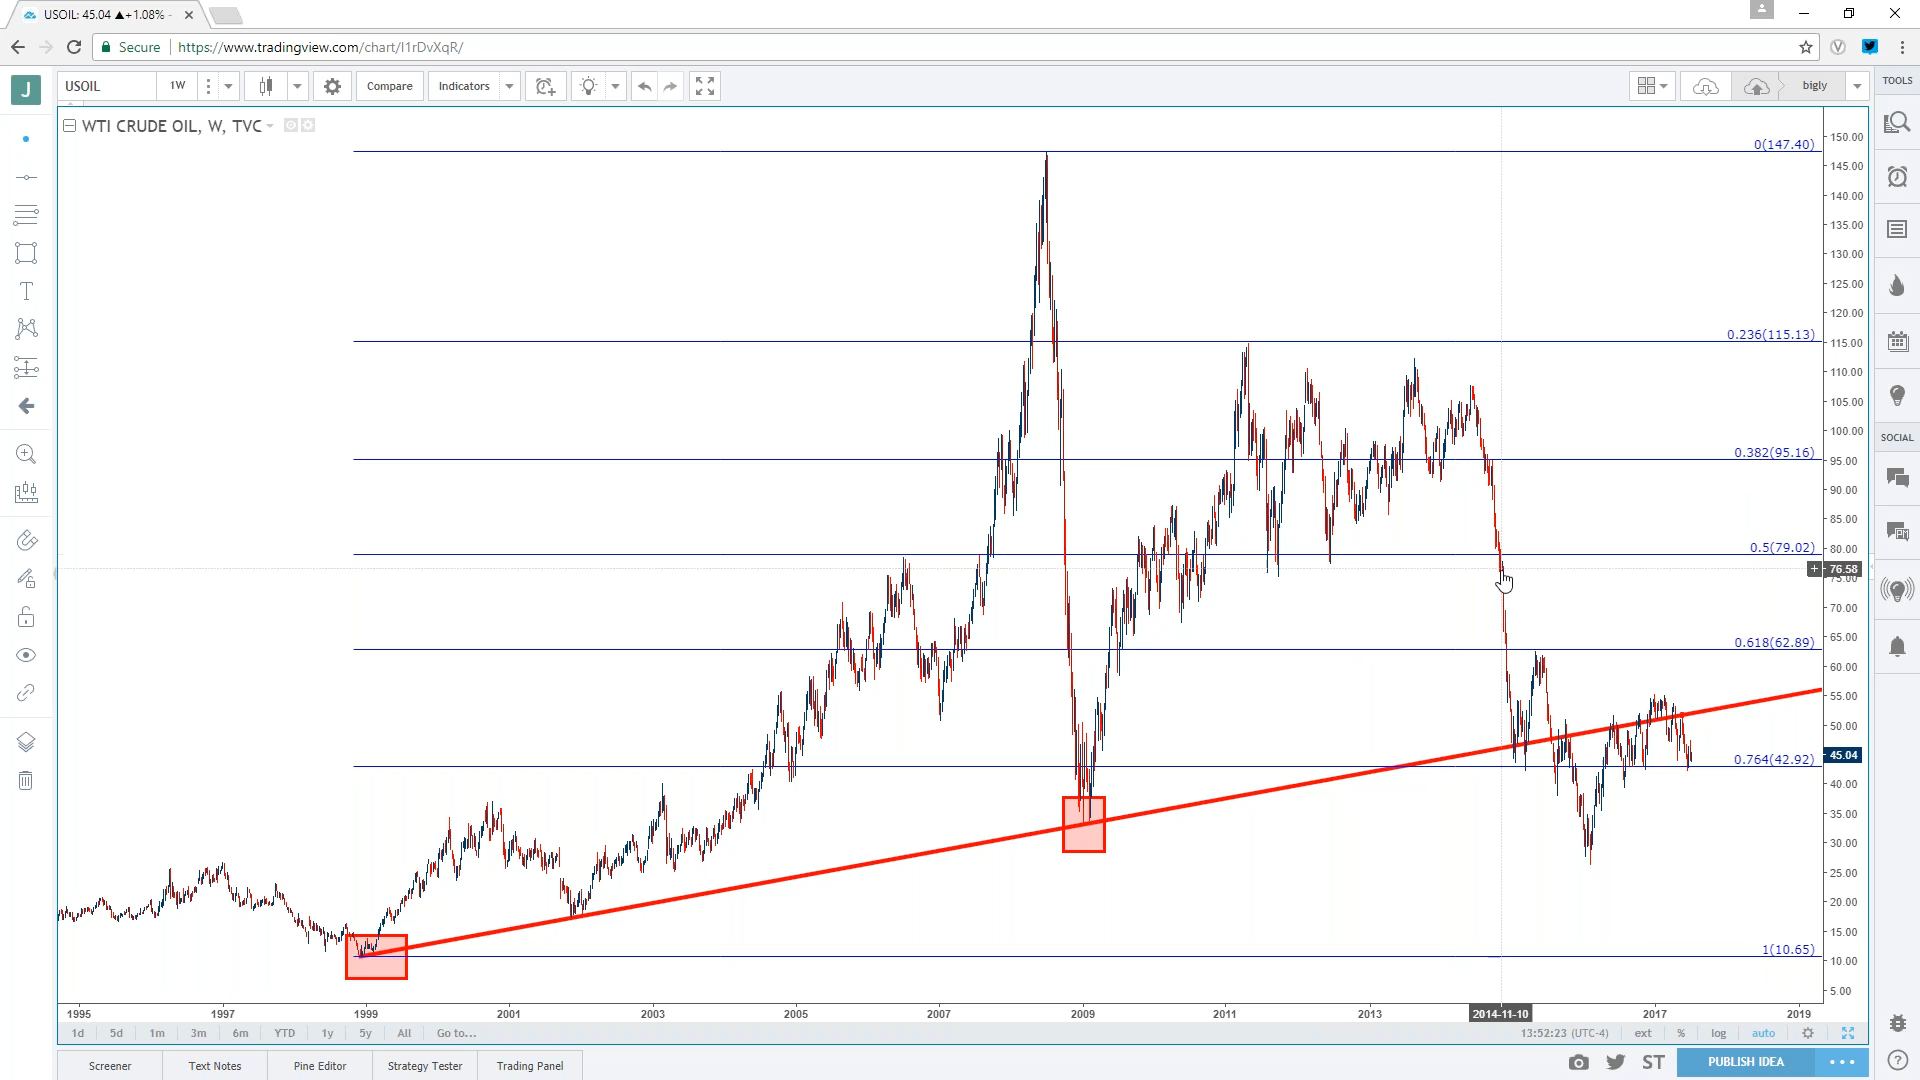 USOIL: 45.04 ▲+1.08% -
Secure
https://www.tradingview.com/chart/I1rDvXqR/
J
USOIL
1W
Compare
Indicators
bigly
TOOLS
WTI CRUDE OIL, W, TVC
0(147.40)
0.236(115.13)
0.382(95.16)
0.5(79.02)
0.618(62.89)
0.764(42.92)
1(10.65)
150.00
145.00
140.00
135.00
130.00
125.00
120.00
115.00
110.00
105.00
100.00
95.00
90.00
85.00
80.00
+ 76.58
75.00
70.00
65.00
60.00
55.00
50.00
45.04
40.00
35.00
30.00
25.00
20.00
15.00
10.00
5.00
SOCIAL
1995 1997 1999 2001 2003 2005 2007 2009 2011 2013 2014-11-10 2017 2019
1d 5d 1m 3m 6m YTD 1y 5y All Go to...
13:52:23 (UTC-4) ext % log auto
Screener Text Notes Pine Editor Strategy Tester Trading Panel
ST
PUBLISH IDEA